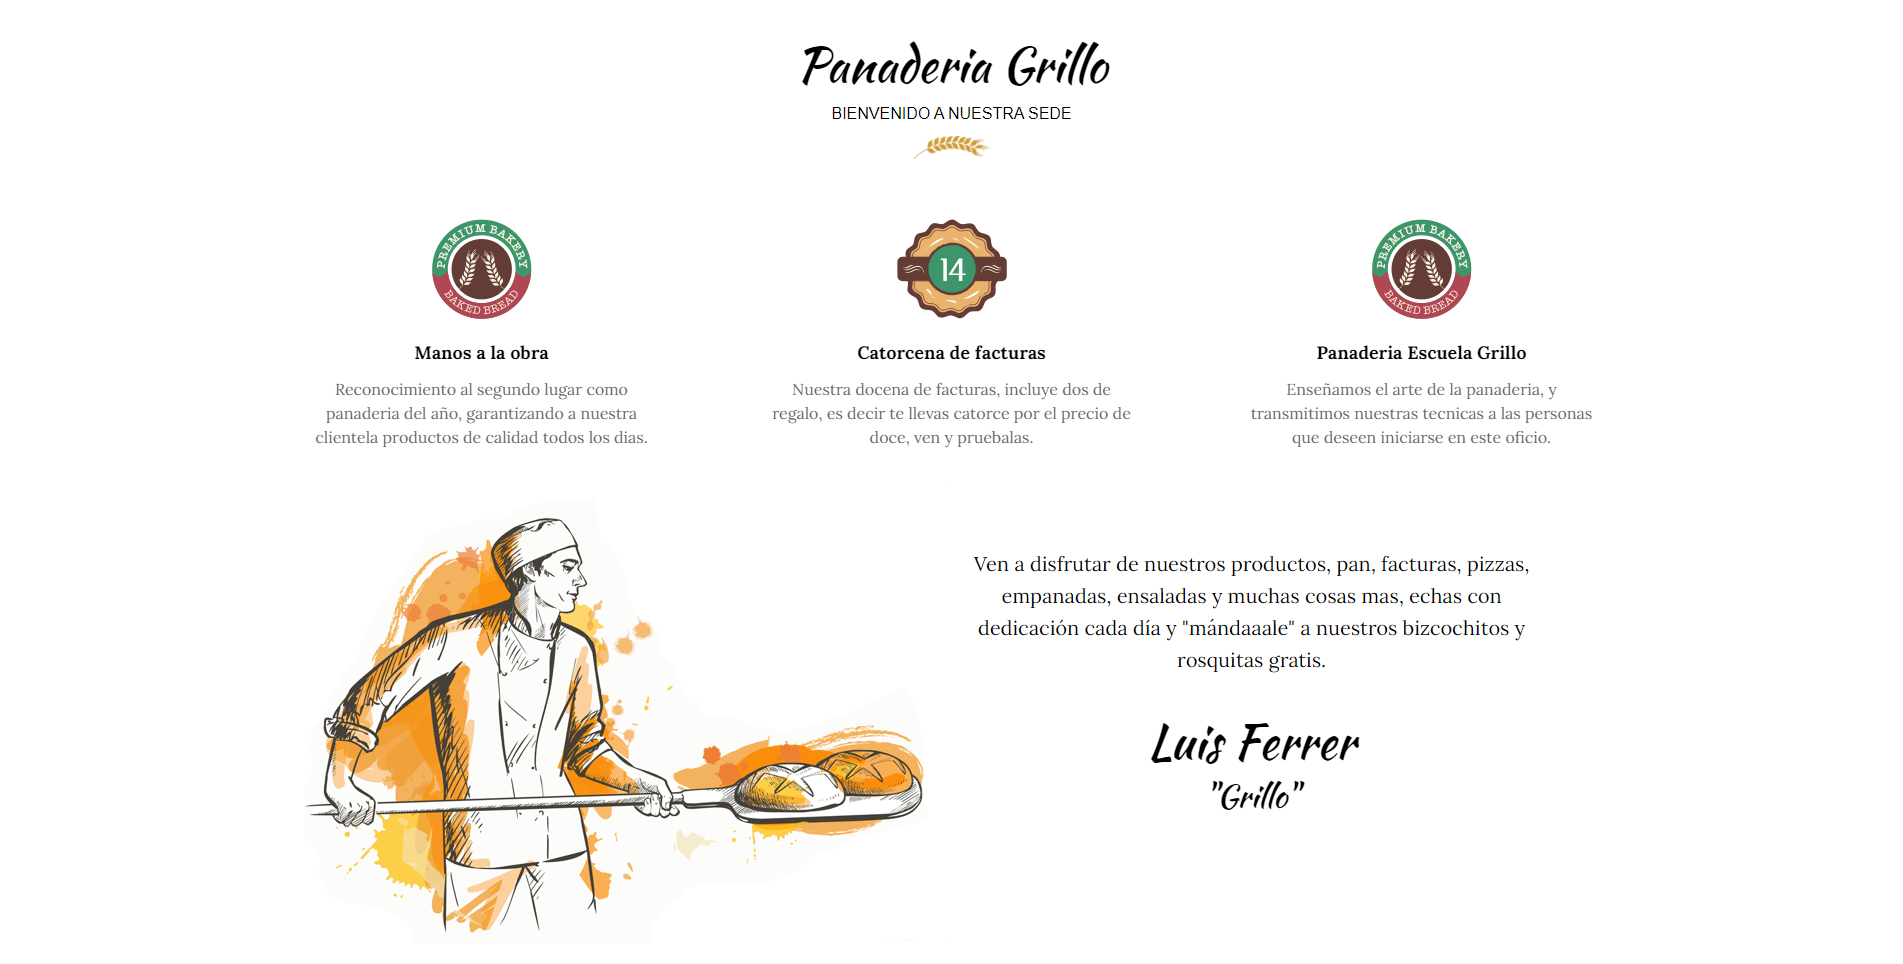 Panaderia Grillo
BIENVENIDO A NUESTRA SEDE
PREMIUM BAKERY
BAKED BREAD
14
PREMIUM BAKERY
BAKED BREAD
Manos a la obra
Reconocimiento al segundo lugar como
panaderia del año, garantizando a nuestra
clientela productos de calidad todos los dias.
Catorcena de facturas
Nuestra docena de facturas, incluye dos de
regalo, es decir te llevas catorce por el precio de
doce, ven y pruebalas.
Panaderia Escuela Grillo
Enseñamos el arte de la panaderia, y
transmitimos nuestras tecnicas a las personas
que deseen iniciarse en este oficio.
Ven a disfrutar de nuestros productos, pan, facturas, pizzas,
empanadas, ensaladas y muchas cosas mas, echas con
dedicación cada día y "mándaaale" a nuestros bizcochitos y
rosquitas gratis.
Luis Ferrer
"Grillo"